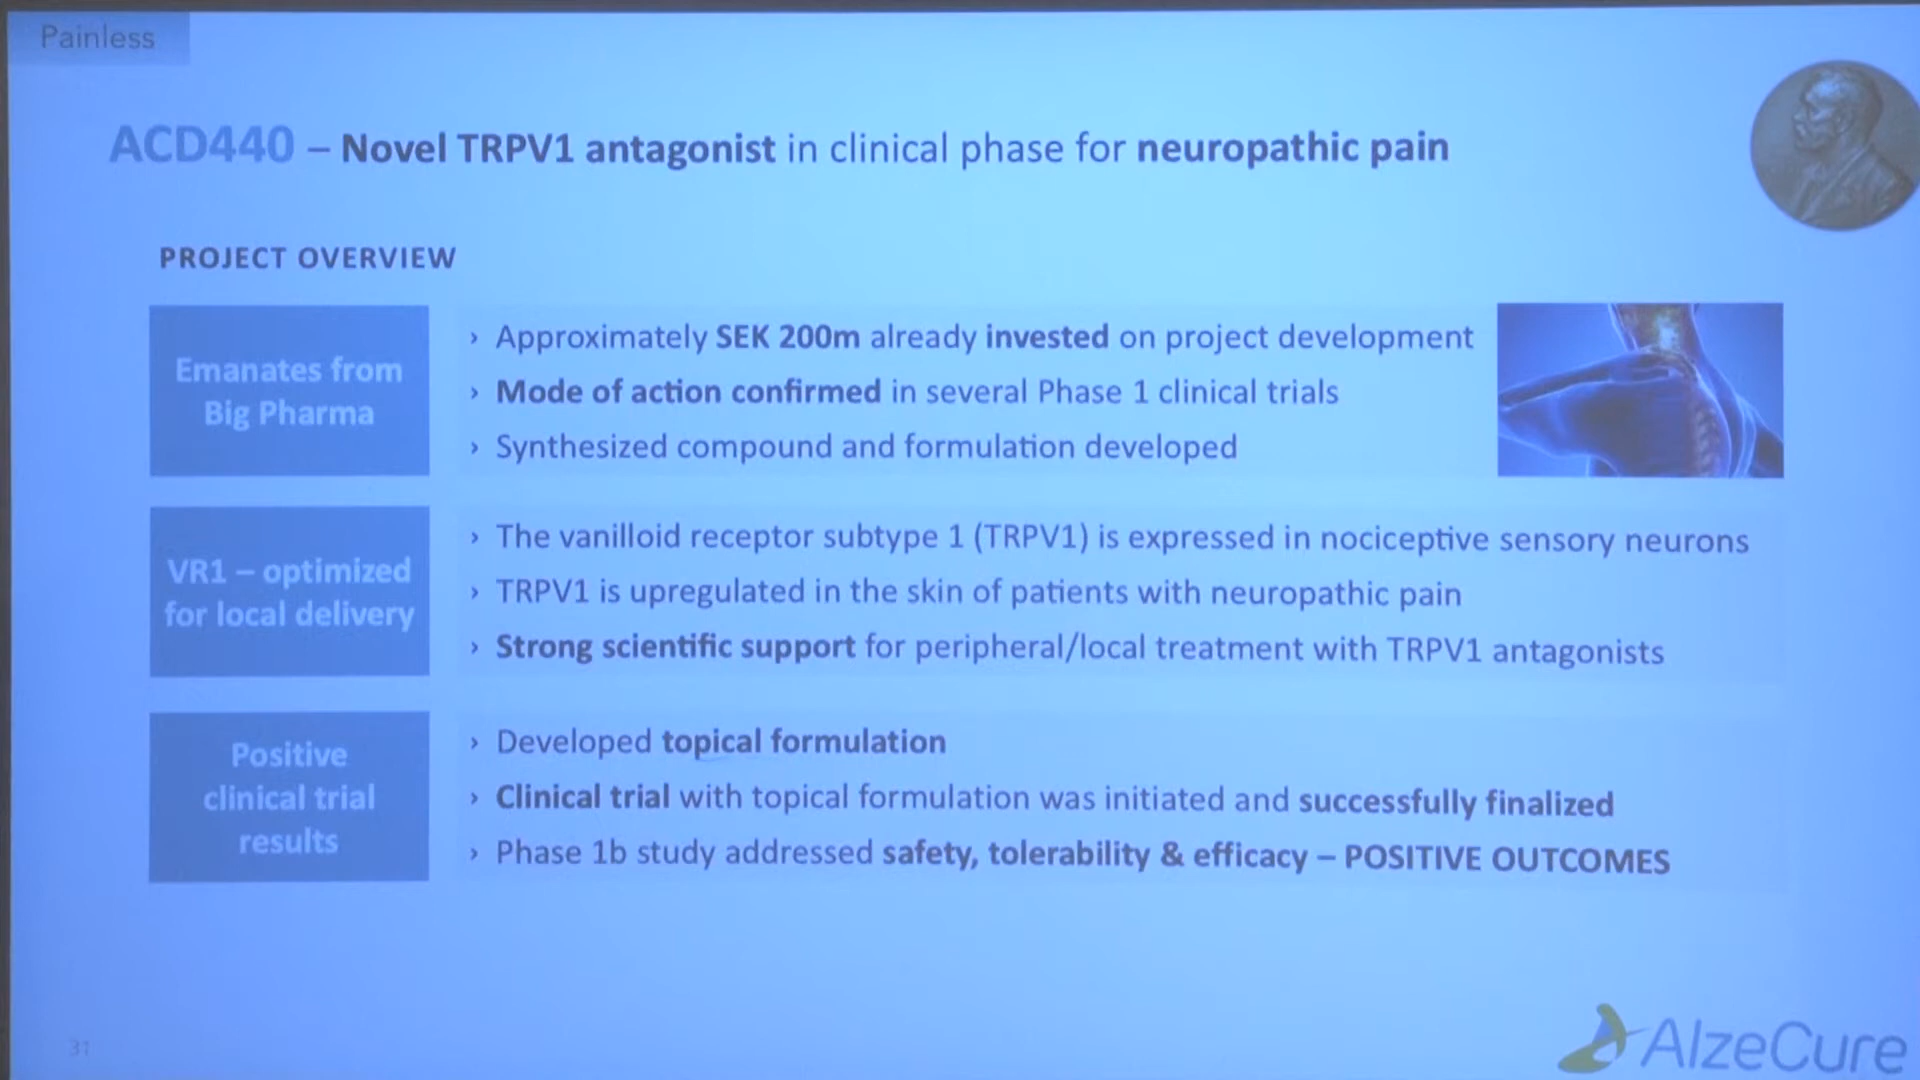 Painless
ACD440 – Novel TRPV1 antagonist in clinical phase for neuropathic pain
PROJECT OVERVIEW
Emanates from
Big Pharma
› Approximately SEK 200m already invested on project development
› Mode of action confirmed in several Phase 1 clinical trials
› Synthesized compound and formulation developed
VR1 – optimized
for local delivery
› The vanilloid receptor subtype 1 (TRPV1) is expressed in nociceptive sensory neurons
› TRPV1 is upregulated in the skin of patients with neuropathic pain
› Strong scientific support for peripheral/local treatment with TRPV1 antagonists
Positive
clinical trial
results
› Developed topical formulation
› Clinical trial with topical formulation was initiated and successfully finalized
› Phase 1b study addressed safety, tolerability & efficacy – POSITIVE OUTCOMES
31
AlzeCure